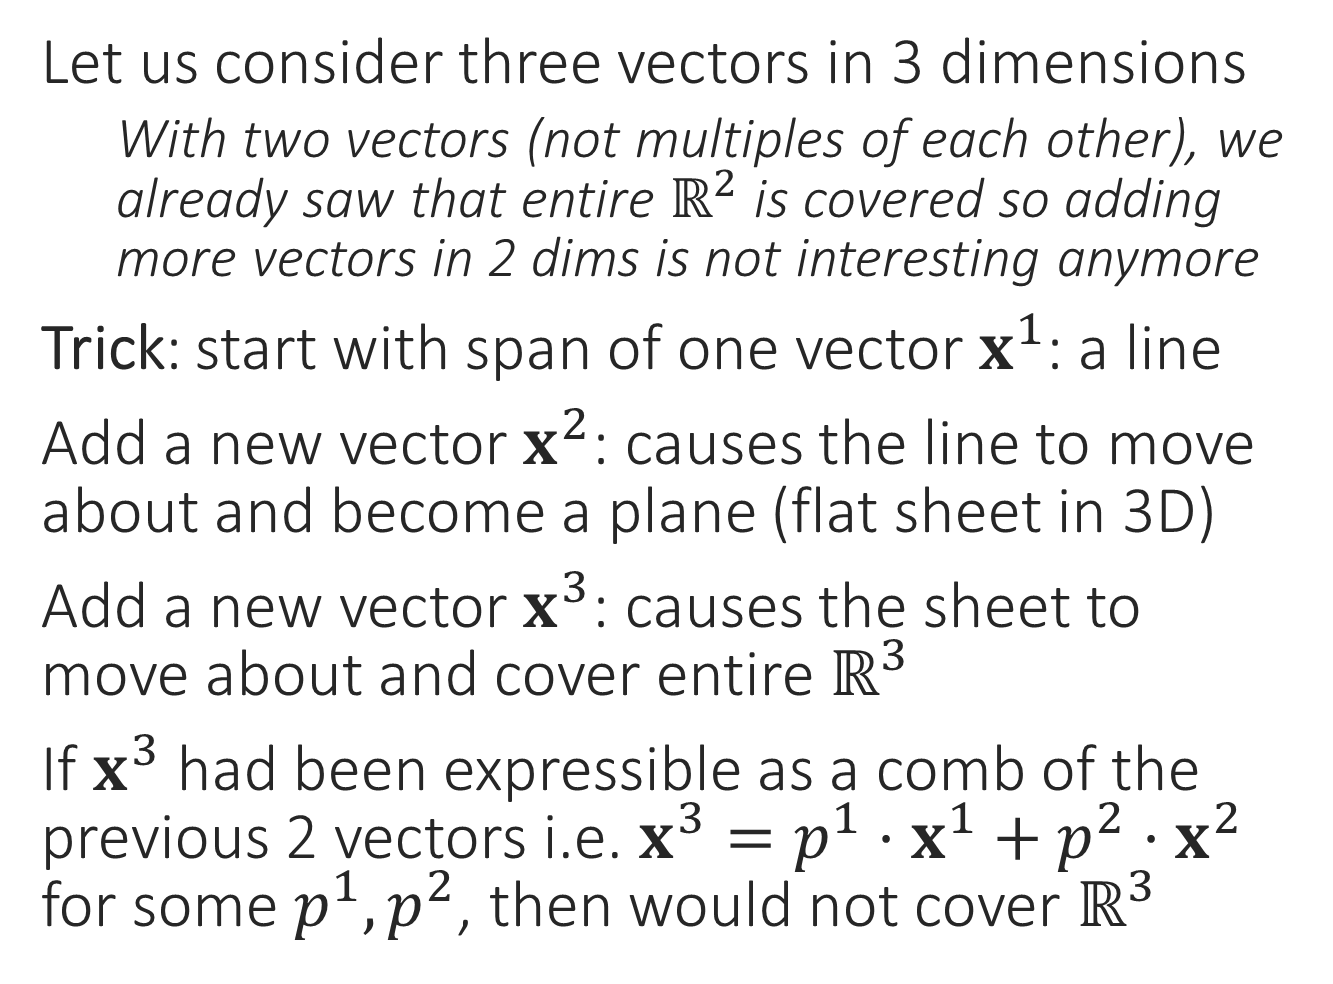 Let us consider three vectors in 3 dimensions
With two vectors (not multiples of each other), we
already saw that entire ℝ² is covered so adding
more vectors in 2 dims is not interesting anymore
Trick: start with span of one vector 𝐱¹: a line
Add a new vector 𝐱²: causes the line to move
about and become a plane (flat sheet in 3D)
Add a new vector 𝐱³: causes the sheet to
move about and cover entire ℝ³
If 𝐱³ had been expressible as a comb of the
previous 2 vectors i.e. 𝐱³ = 𝑝¹ · 𝐱¹ + 𝑝² · 𝐱²
for some 𝑝¹, 𝑝², then would not cover ℝ³